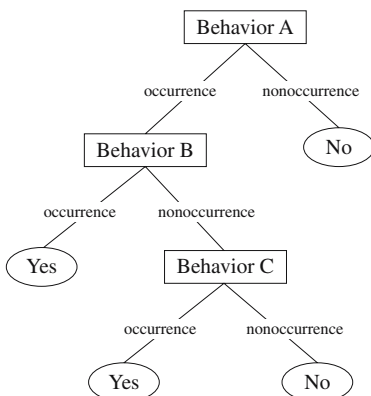 Behavior A
occurrence nonoccurrence
Behavior B No
occurrence nonoccurrence
Yes Behavior C
occurrence nonoccurrence
Yes No